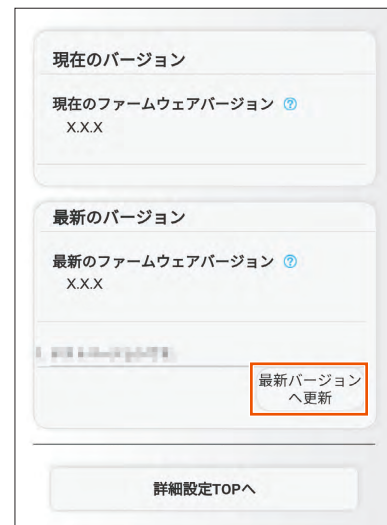 現在のバージョン
現在のファームウェアバージョン ?
X.X.X
最新のバージョン
最新のファームウェアバージョン ?
X.X.X
最新バージョン
へ更新
詳細設定TOPへ